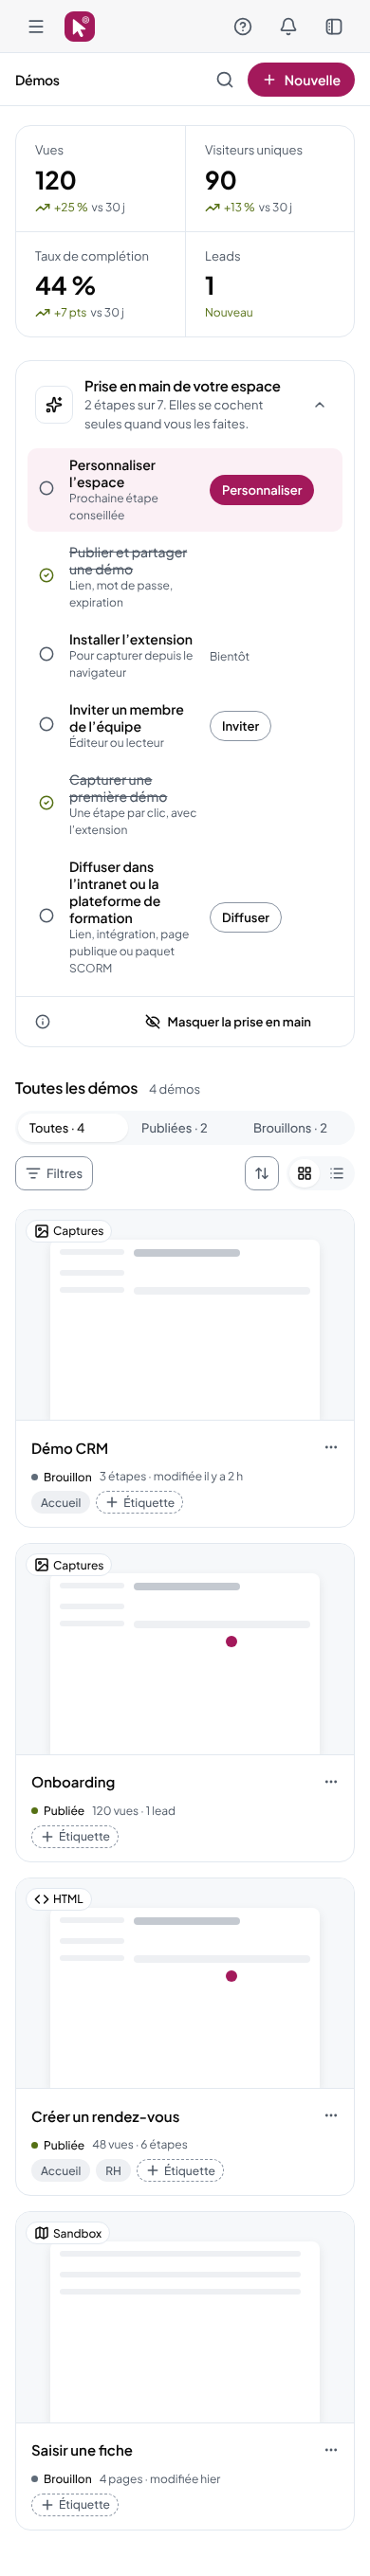 Démos
Nouvelle
Vues
Visiteurs uniques
120
90
+25 % vs 30 j
+13 % vs 30 j
Taux de complétion
Leads
44 %
1
+7 pts vs 30 j
Nouveau
Prise en main de votre espace
2 étapes sur 7. Elles se cochent
seules quand vous les faites.
Personnaliser
l'espace
Prochaine étape
conseillée
Personnaliser
Publier et partager
une démo
Lien, mot de passe,
expiration
Installer l'extension
Pour capturer depuis le
navigateur
Bientôt
Inviter un membre
de l'équipe
Éditeur ou lecteur
Inviter
Capturer une
première démo
Une étape par clic, avec
l'extension
Diffuser dans
l'intranet ou la
plateforme de
formation
Lien, intégration, page
publique ou paquet
SCORM
Diffuser
Masquer la prise en main
Toutes les démos 4 démos
Toutes · 4
Publiées · 2
Brouillons · 2
Filtres
Captures
Démo CRM
Brouillon 3 étapes · modifiée il y a 2 h
Accueil
Étiquette
Captures
Onboarding
Publiée 120 vues · 1 lead
Étiquette
HTML
Créer un rendez-vous
Publiée 48 vues · 6 étapes
Accueil
RH
Étiquette
Sandbox
Saisir une fiche
Brouillon 4 pages · modifiée hier
Étiquette